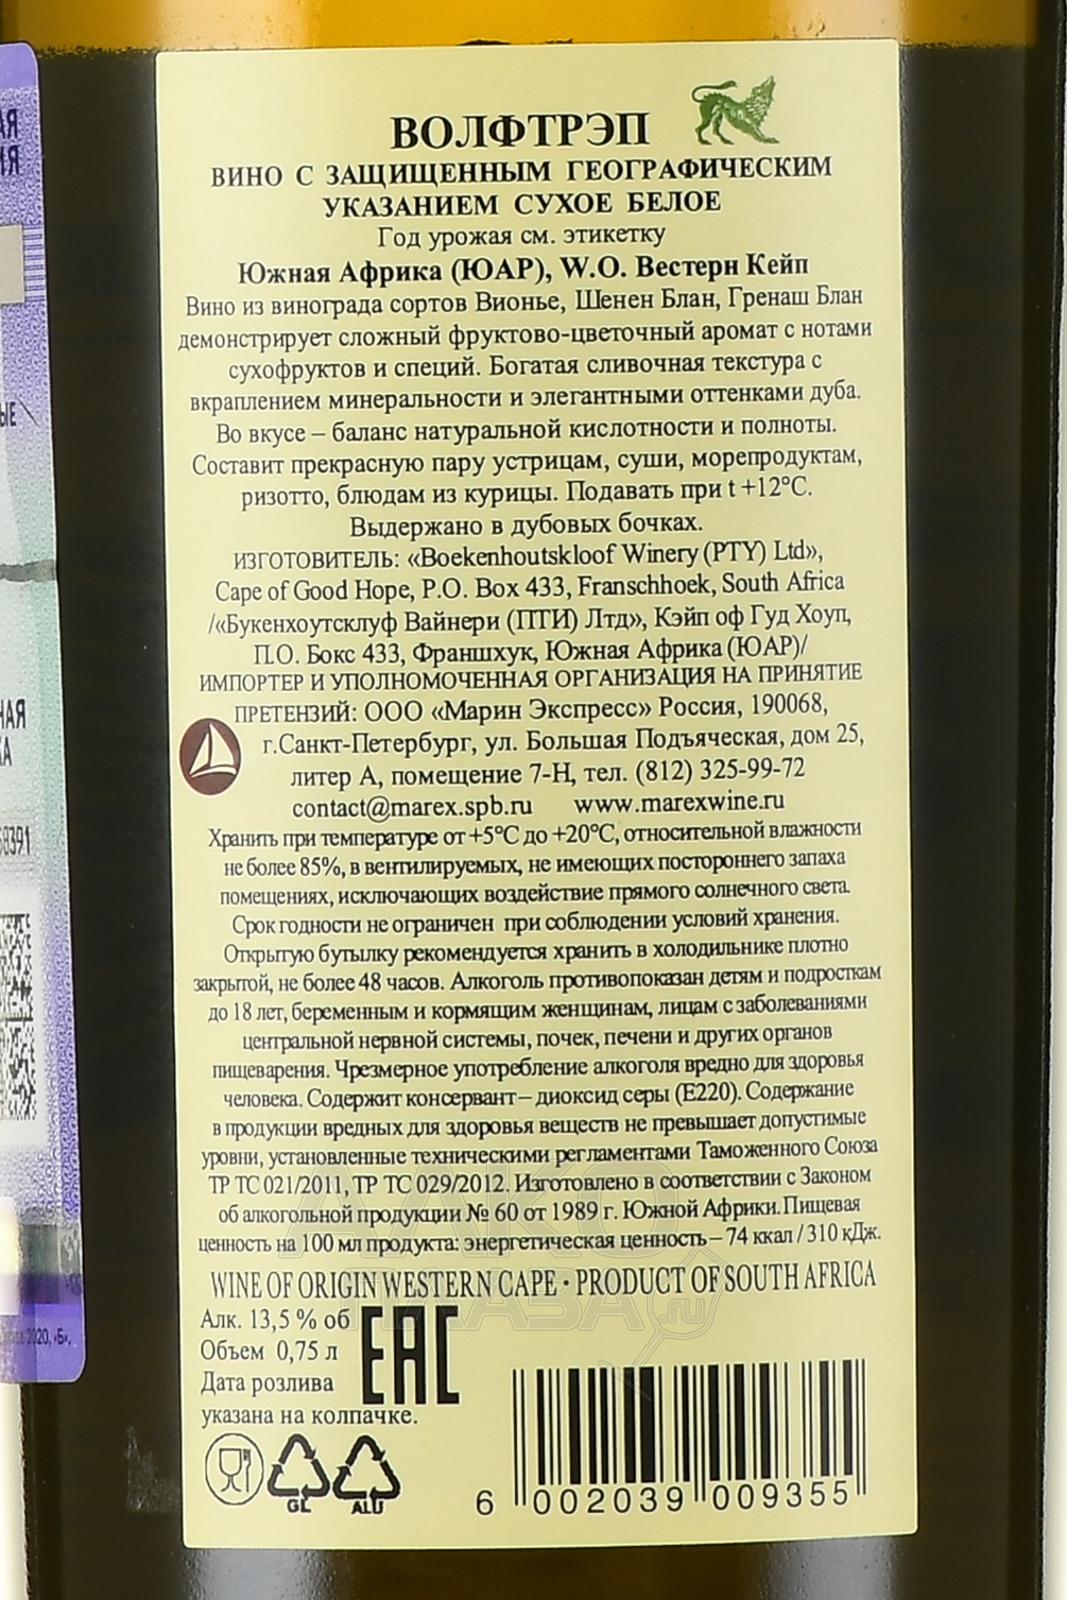 ВОЛФТРЭП
ВИНО С ЗАЩИЩЕННЫМ ГЕОГРАФИЧЕСКИМ
УКАЗАНИЕМ СУХОЕ БЕЛОЕ
Год урожая см. этикетку
Южная Африка (ЮАР), W.O. Вестерн Кейп
Вино из винограда сортов Вионье, Шенен Блан, Гренаш Блан
демонстрирует сложный фруктово-цветочный аромат с нотами
сухофруктов и специй. Богатая сливочная текстура с
вкраплением минеральности и элегантными оттенками дуба.
Во вкусе – баланс натуральной кислотности и полноты.
Составит прекрасную пару устрицам, суши, морепродуктам,
ризотто, блюдам из курицы. Подавать при t +12°С.
Выдержано в дубовых бочках.
ИЗГОТОВИТЕЛЬ: «Boekenhoutskloof Winery (PTY) Ltd»,
Cape of Good Hope, P.O. Box 433, Franschhoek, South Africa
/«Букенхоутсклуф Вайнери (ПТИ) Лтд», Кэйп оф Гуд Хоуп,
П.О. Бокс 433, Франшхук, Южная Африка (ЮАР)/
ИМПОРТЕР И УПОЛНОМОЧЕННАЯ ОРГАНИЗАЦИЯ НА ПРИНЯТИЕ
ПРЕТЕНЗИЙ: ООО «Марин Экспресс» Россия, 190068,
г.Санкт-Петербург, ул. Большая Подъяческая, дом 25,
литер А, помещение 7-Н, тел. (812) 325-99-72
contact@marex.spb.ru www.marexwine.ru
Хранить при температуре от +5°С до +20°С, относительной влажности
не более 85%, в вентилируемых, не имеющих постороннего запаха
помещениях, исключающих воздействие прямого солнечного света.
Срок годности не ограничен при соблюдении условий хранения.
Открытую бутылку рекомендуется хранить в холодильнике плотно
закрытой, не более 48 часов. Алкоголь противопоказан детям и подросткам
до 18 лет, беременным и кормящим женщинам, лицам с заболеваниями
центральной нервной системы, почек, печени и других органов
пищеварения. Чрезмерное употребление алкоголя вредно для здоровья
человека. Содержит консервант – диоксид серы (Е220). Содержание
в продукции вредных для здоровья веществ не превышает допустимые
уровни, установленные техническими регламентами Таможенного Союза
ТР ТС 021/2011, ТР ТС 029/2012. Изготовлено в соответствии с Законом
об алкогольной продукции № 60 от 1989 г. Южной Африки. Пищевая
ценность на 100 мл продукта: энергетическая ценность – 74 ккал / 310 кДж.
WINE OF ORIGIN WESTERN CAPE · PRODUCT OF SOUTH AFRICA
Алк. 13,5 % об
Объем 0,75 л
Дата розлива
указана на колпачке.
EAC
GL ALU
6 002039 009355
АЛКО
ПЛАЗА.ru
68391
2020, «Б».